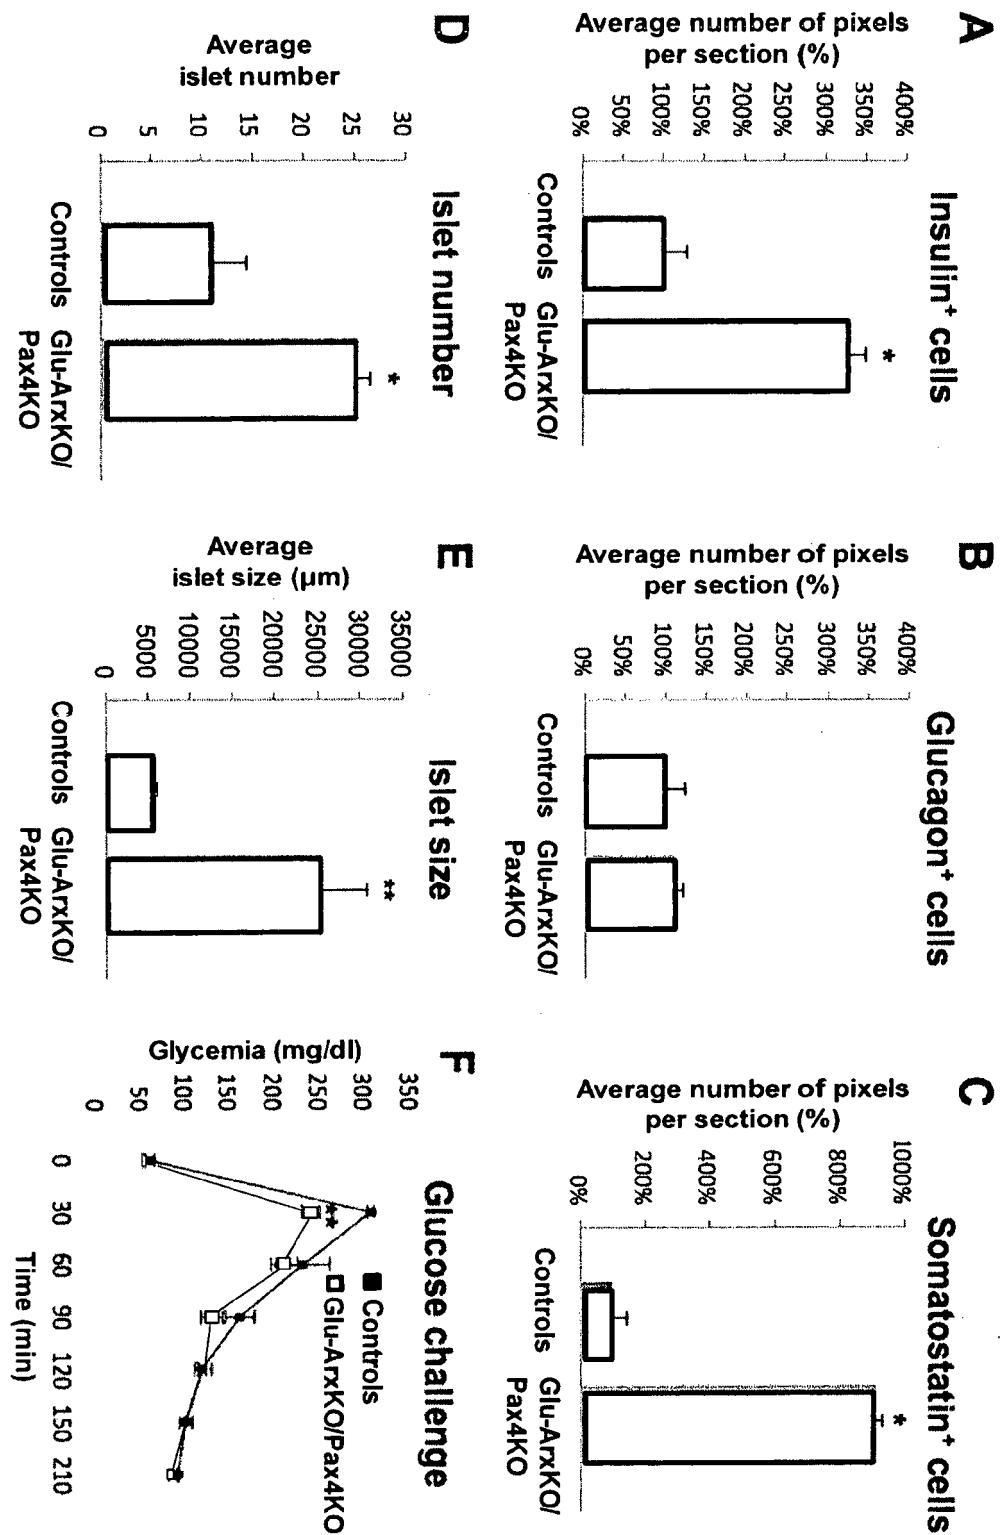 A
Insulin⁺ cells
Average number of pixels
per section (%)
400%
350%
300%
250%
200%
150%
100%
50%
0%
Controls
Glu-ArxKO/
Pax4KO
*
B
Glucagon⁺ cells
Average number of pixels
per section (%)
400%
350%
300%
250%
200%
150%
100%
50%
0%
Controls
Glu-ArxKO/
Pax4KO
C
Somatostatin⁺ cells
Average number of pixels
per section (%)
1000%
800%
600%
400%
200%
0%
Controls
Glu-ArxKO/
Pax4KO
*
D
Islet number
Average
islet number
30
25
20
15
10
5
0
Controls
Glu-ArxKO/
Pax4KO
*
E
Islet size
Average
islet size (µm)
35000
30000
25000
20000
15000
10000
5000
0
Controls
Glu-ArxKO/
Pax4KO
**
F
Glucose challenge
Glycemia (mg/dl)
350
300
250
200
150
100
50
0
Controls
Glu-ArxKO/Pax4KO
**
0 30 60 90 120 150 210
Time (min)